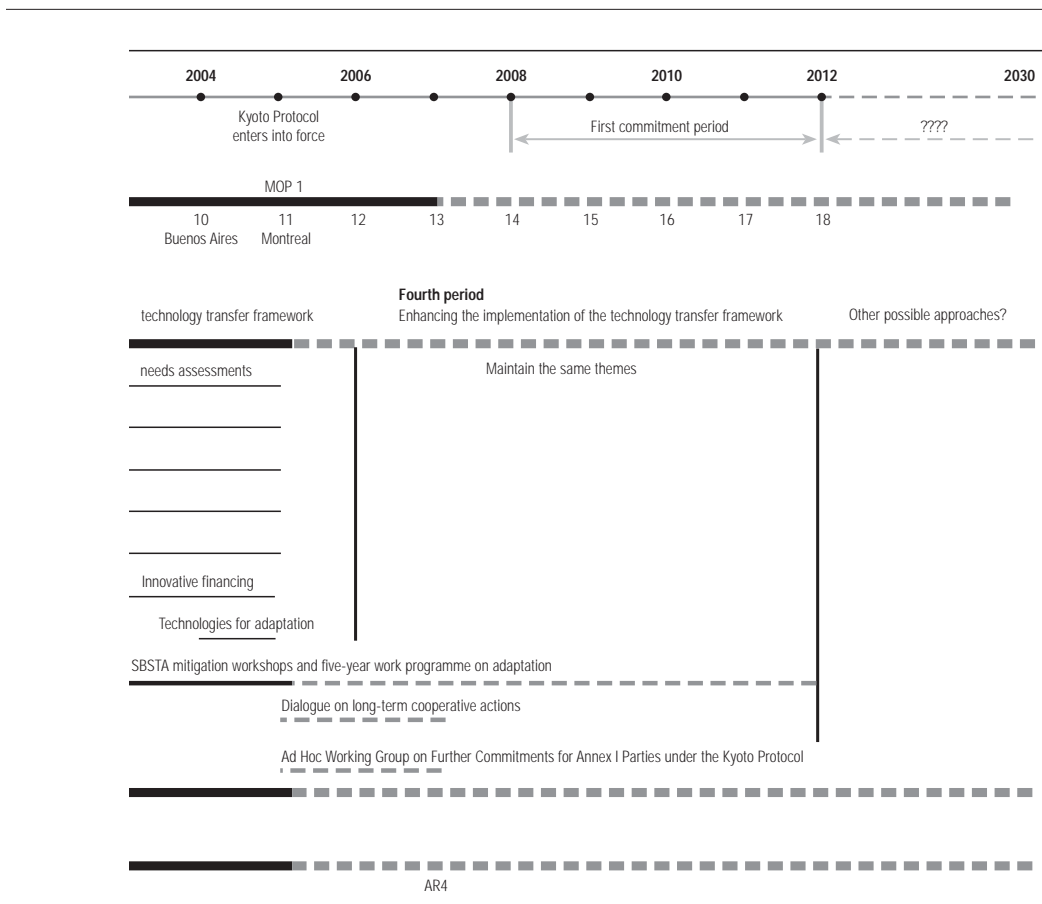 2004 2006 2008 2010 2012 2030
Kyoto Protocol
enters into force
First commitment period ????
MOP 1
10 11 12 13 14 15 16 17 18
Buenos Aires Montreal
Fourth period
technology transfer framework Enhancing the implementation of the technology transfer framework Other possible approaches?
needs assessments Maintain the same themes
Innovative financing
Technologies for adaptation
SBSTA mitigation workshops and five-year work programme on adaptation
Dialogue on long-term cooperative actions
Ad Hoc Working Group on Further Commitments for Annex I Parties under the Kyoto Protocol
AR4